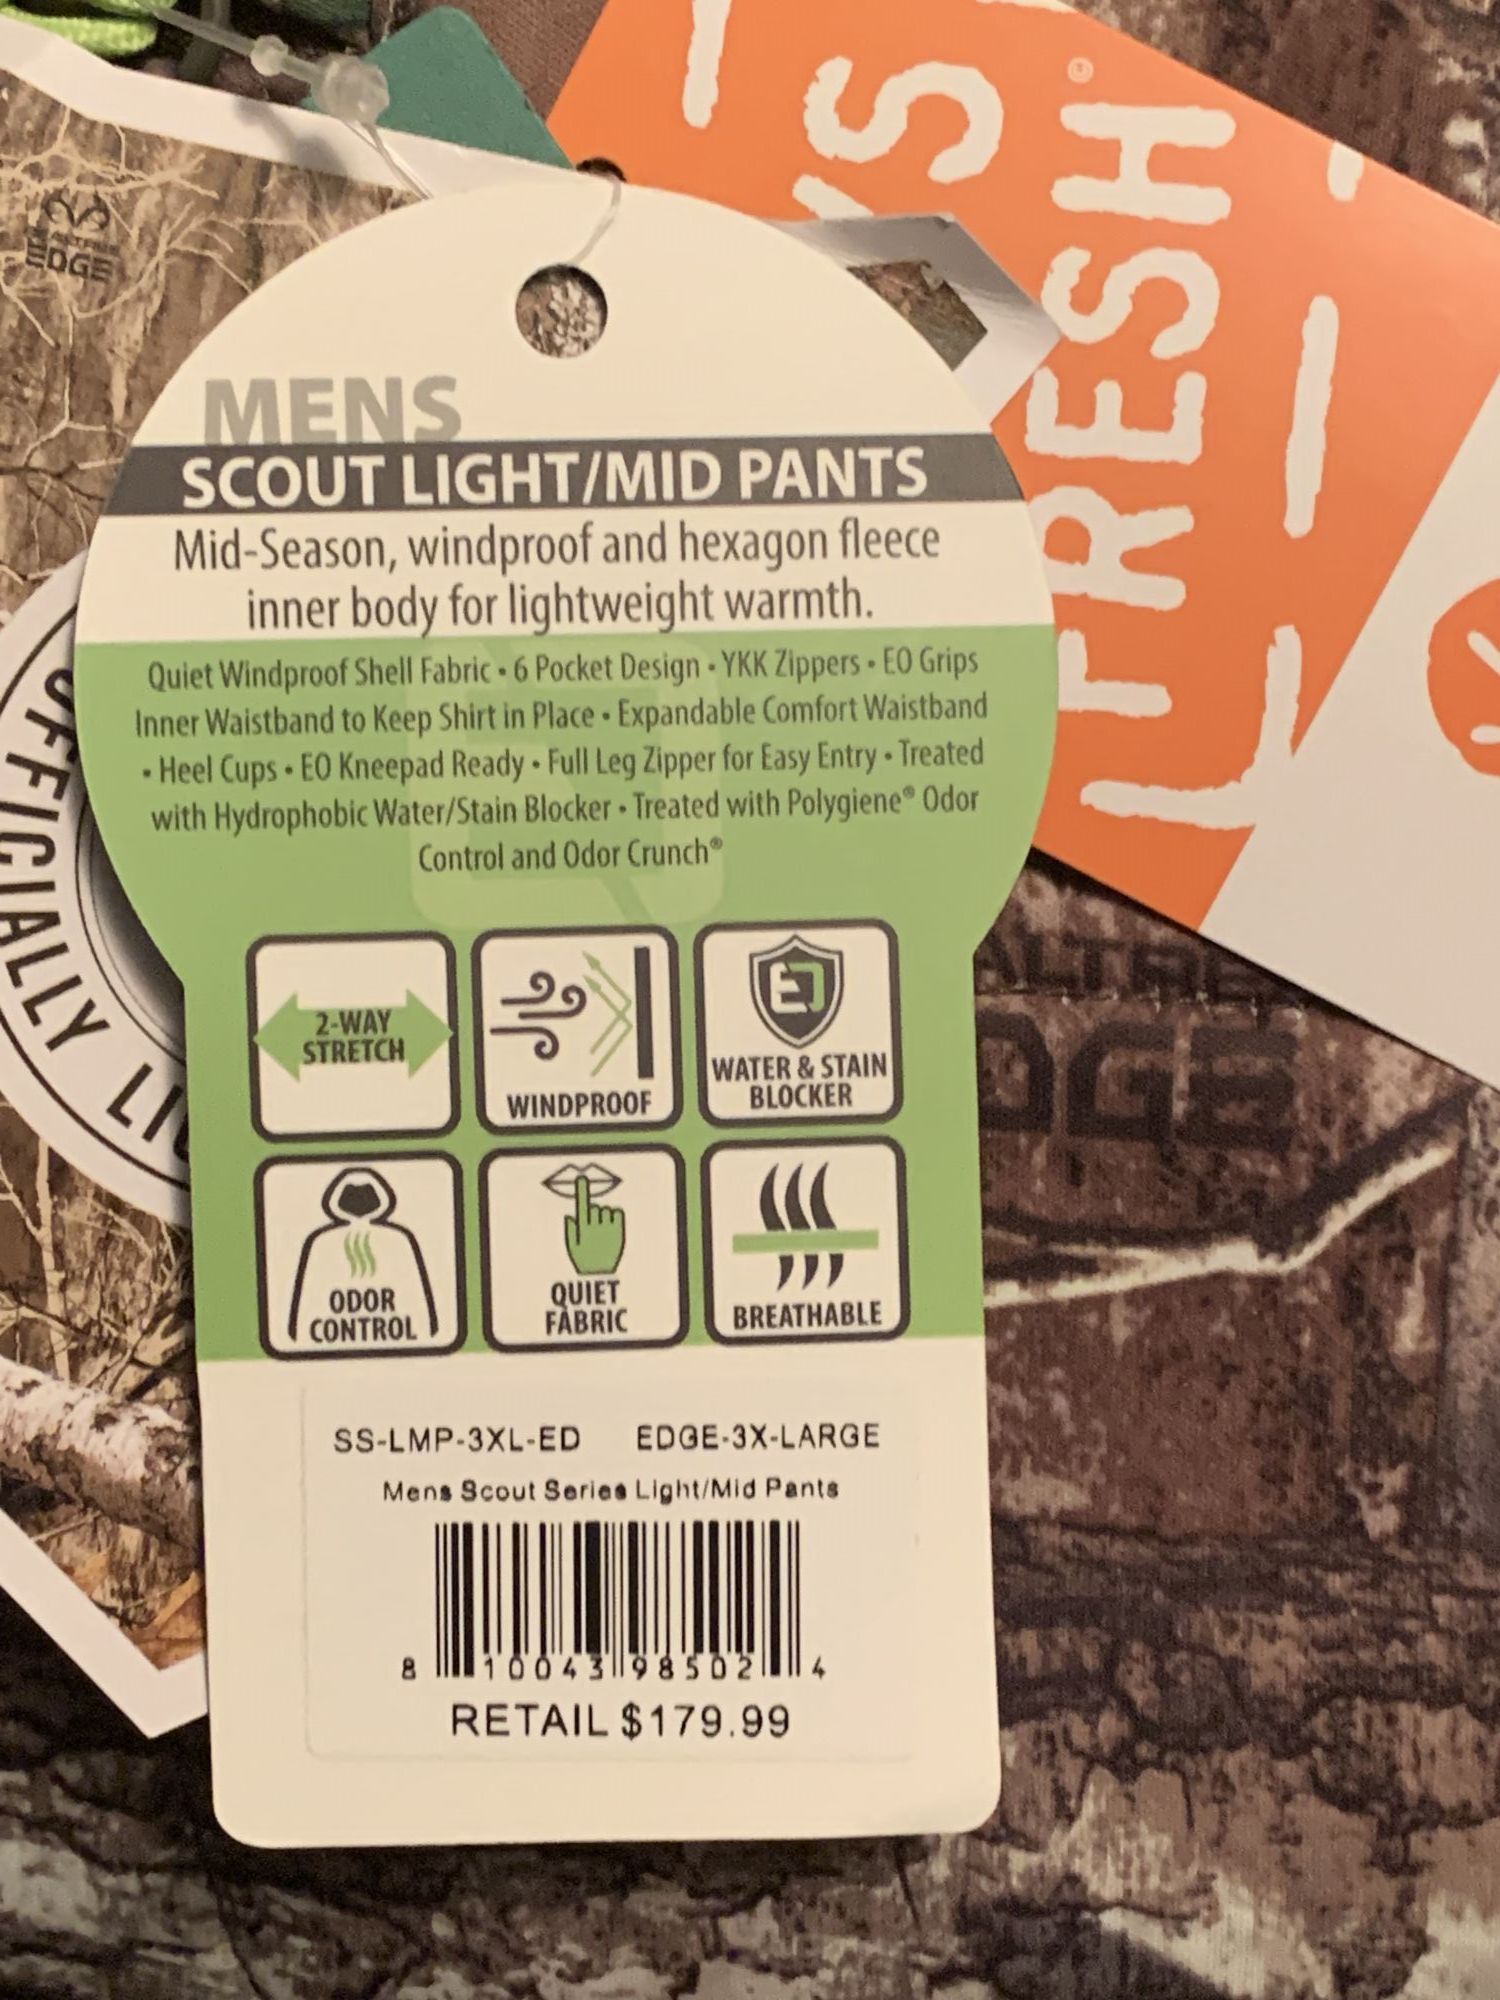 REALTREE
EDGE
MENS
SCOUT LIGHT/MID PANTS
Mid-Season, windproof and hexagon fleece
inner body for lightweight warmth.
Quiet Windproof Shell Fabric • 6 Pocket Design • YKK Zippers • EO Grips
Inner Waistband to Keep Shirt in Place • Expandable Comfort Waistband
• Heel Cups • EO Kneepad Ready • Full Leg Zipper for Easy Entry • Treated
with Hydrophobic Water/Stain Blocker • Treated with Polygiene® Odor
Control and Odor Crunch®
2-WAY
STRETCH
WINDPROOF
WATER & STAIN
BLOCKER
ODOR
CONTROL
QUIET
FABRIC
BREATHABLE
SS-LMP-3XL-ED EDGE-3X-LARGE
Mens Scout Series Light/Mid Pants
8 10043 98502 4
RETAIL $179.99
OFFICIALLY
FRESH
EDGE